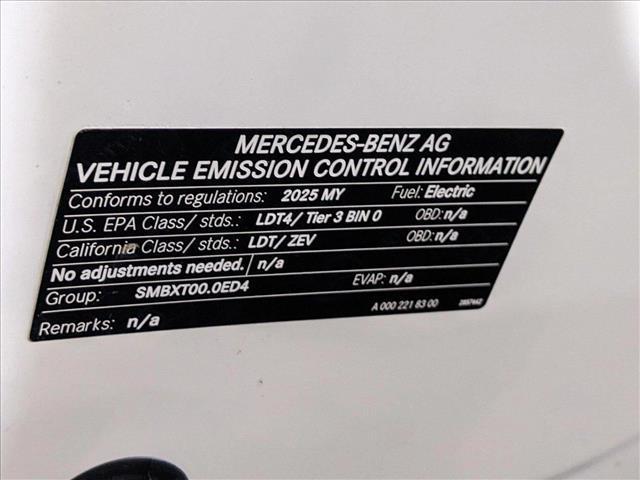 MERCEDES-BENZ AG
VEHICLE EMISSION CONTROL INFORMATION
Conforms to regulations: 2025 MY Fuel: Electric
U.S. EPA Class/ stds.: LDT4/ Tier 3 BIN 0 OBD: n/a
California Class/ stds.: LDT/ ZEV OBD: n/a
No adjustments needed. n/a
Group: SMBXT00.0ED4 EVAP: n/a
Remarks: n/a A 000 221 83 00